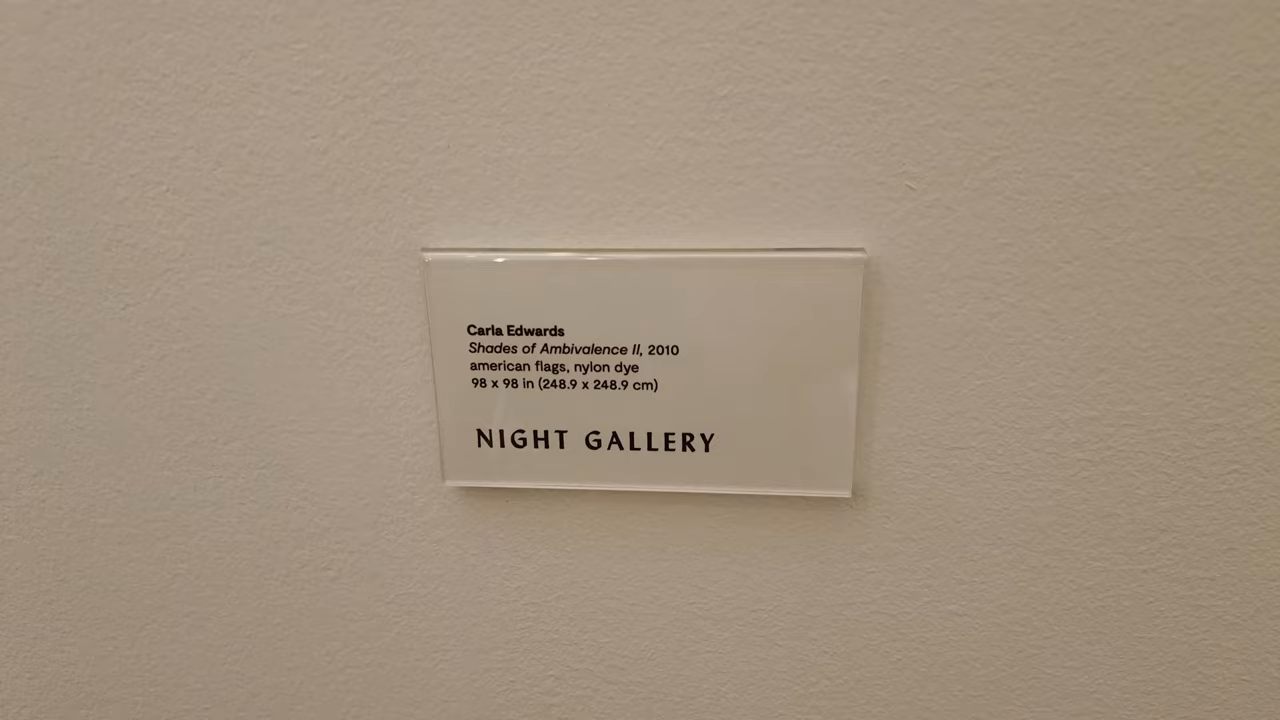 Carla Edwards
Shades of Ambivalence II, 2010
american flags, nylon dye
98 x 98 in (248.9 x 248.9 cm)
NIGHT GALLERY